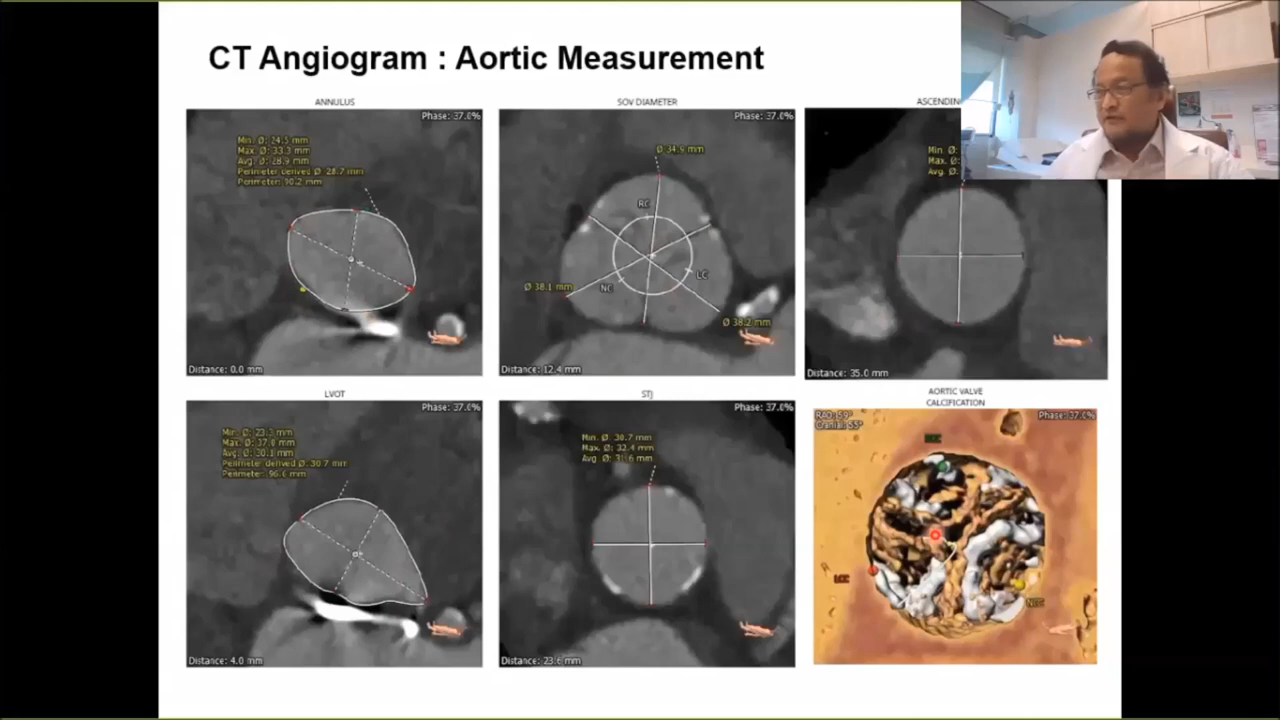 CT Angiogram : Aortic Measurement
ANNULUS
Phase: 37.0%
Min. Ø: 24.5 mm
Max. Ø: 33.3 mm
Avg. Ø: 28.9 mm
Perimeter derived Ø: 28.7 mm
Perimeter: 90.2 mm
Distance: 0.0 mm
SOV DIAMETER
Phase: 37.0%
Ø 34.9 mm
RC
LC
NC
Ø 38.1 mm
Ø 38.2 mm
Distance: 12.4 mm
ASCENDING
Min Ø:
Max. Ø:
Avg. Ø:
Distance: 35.0 mm
LVOT
Phase: 37.0%
Min. Ø: 23.3 mm
Max. Ø: 37.0 mm
Avg. Ø: 30.1 mm
Perimeter derived Ø: 30.7 mm
Perimeter: 96.6 mm
Distance: 4.0 mm
STJ
Phase: 37.0%
Min. Ø: 30.7 mm
Max. Ø: 32.4 mm
Avg. Ø: 31.6 mm
Distance: 23.6 mm
AORTIC VALVE
CALCIFICATION
Phase: 37.0%
LCC
NCC